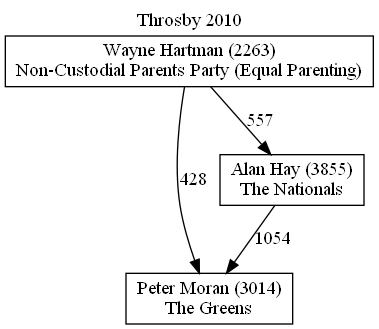 Throsby 2010
Wayne Hartman (2263)
Non-Custodial Parents Party (Equal Parenting)
557
Alan Hay (3855)
The Nationals
428
1054
Peter Moran (3014)
The Greens